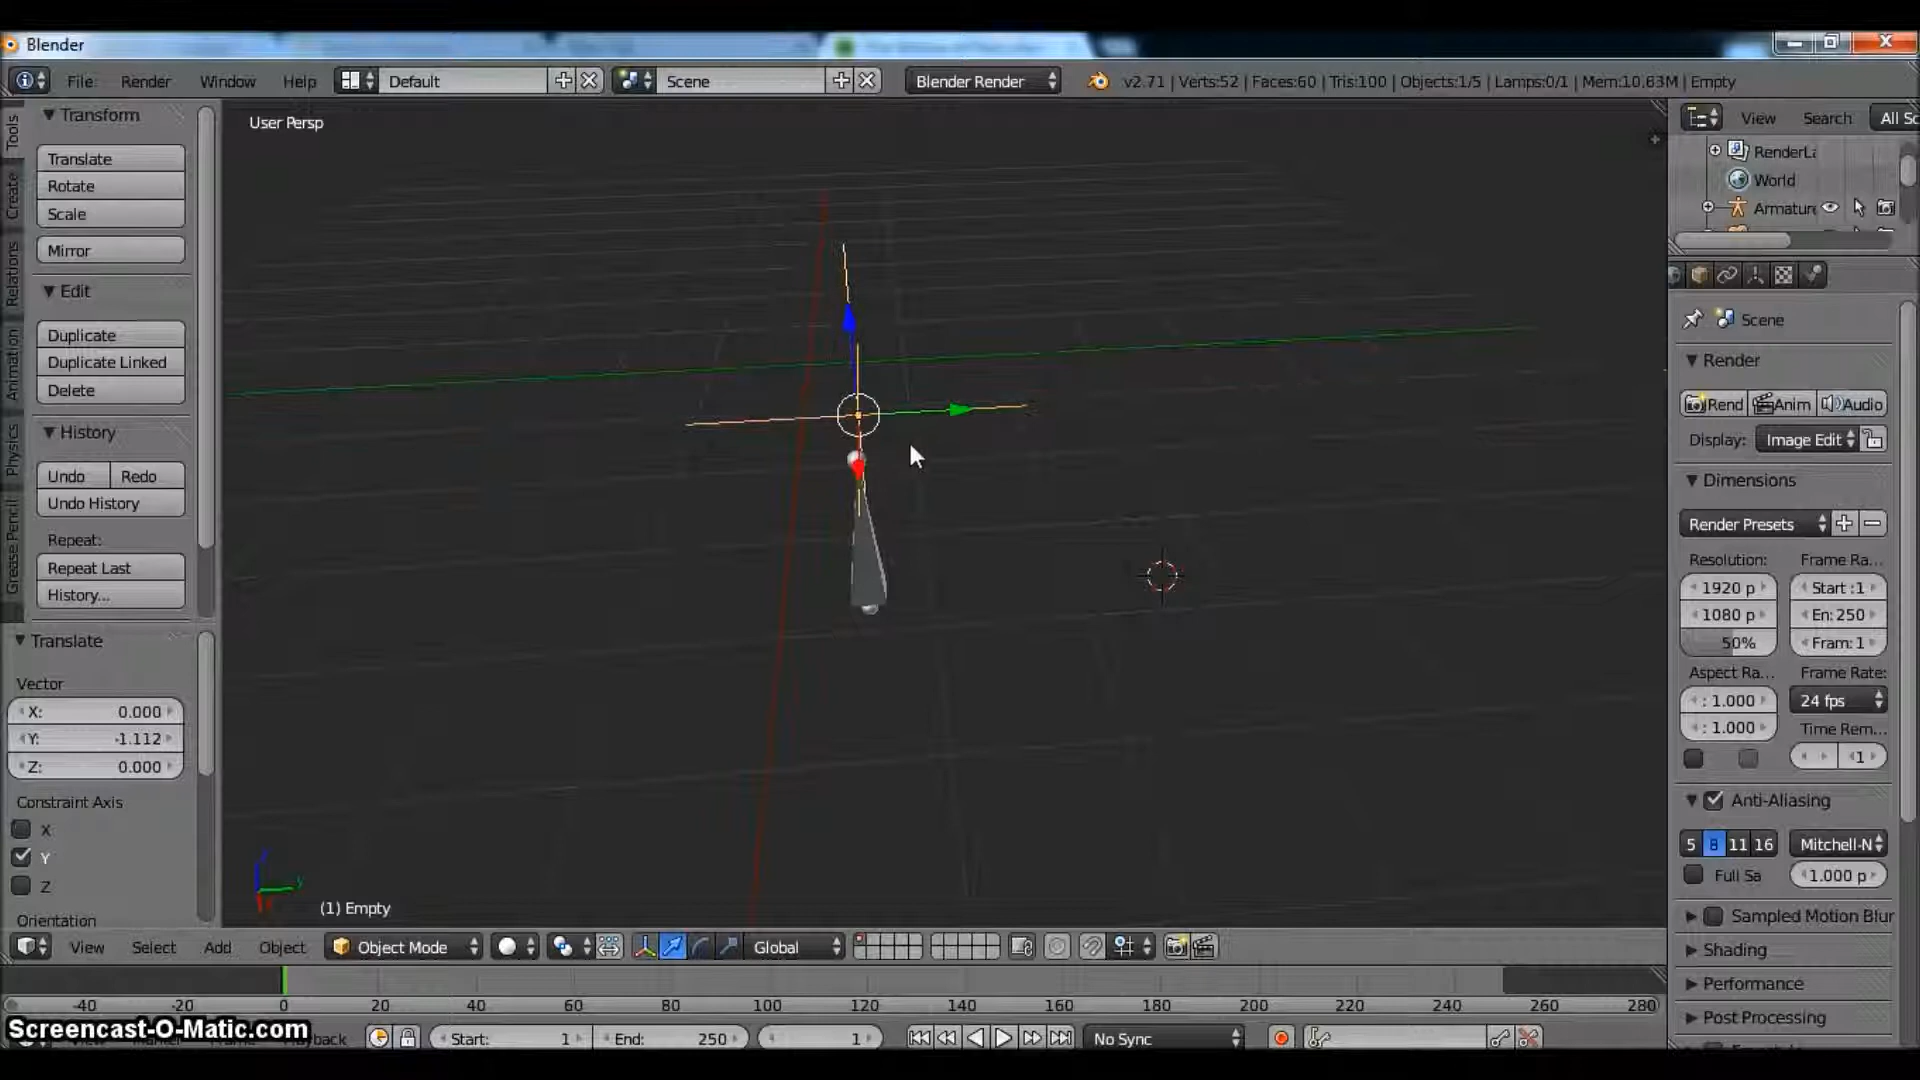 Blender
File Render Window Help Default Scene Blender Render v2.71 | Verts:52 | Faces:60 | Tris:100 | Objects:1/5 | Lamps:0/1 | Mem:10.63M | Empty
Tools
Create
Relations
Animation
Physics
Grease Pencil
Transform
Translate
Rotate
Scale
Mirror
Edit
Duplicate
Duplicate Linked
Delete
History
Undo Redo
Undo History
Repeat:
Repeat Last
History...
Translate
Vector
X: 0.000
Y: -1.112
Z: 0.000
Constraint Axis
X
Y
Z
Orientation
User Persp
(1) Empty
View Select Add Object Object Mode Global
-40 -20 0 20 40 60 80 100 120 140 160 180 200 220 240 260 280
Screencast-O-Matic.com
Start: 1 End: 250 1 No Sync
View Search All Sc
RenderLa
World
Armature
Scene
Render
Rend Anim Audio
Display: Image Edit
Dimensions
Render Presets
Resolution: Frame Ra...
1920 p Start :1
1080 p En: 250
50% Fram: 1
Aspect Ra... Frame Rate:
: 1.000 24 fps
: 1.000 Time Rem...
1
Anti-Aliasing
5 8 11 16 Mitchell-N
Full Sa 1.000 p
Sampled Motion Blur
Shading
Performance
Post Processing